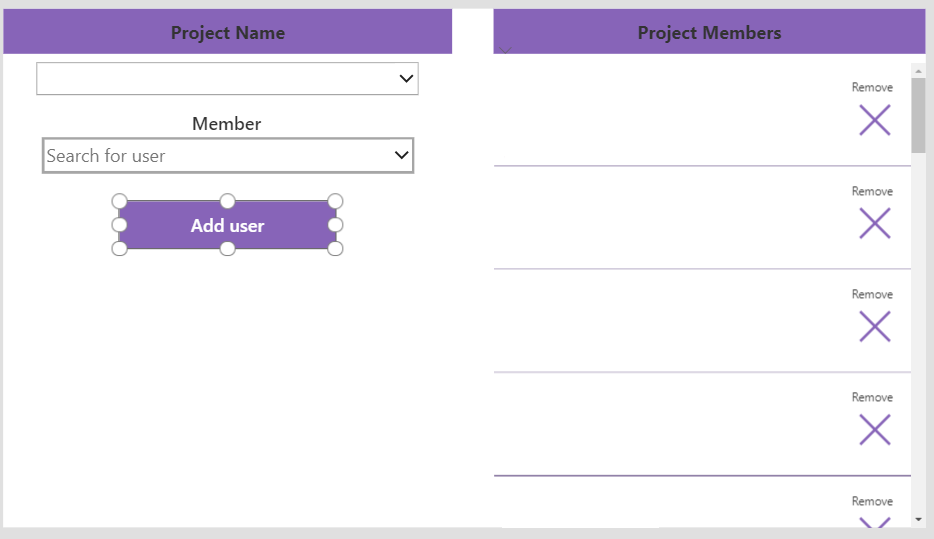 Project Name
Member
Search for user
Add user
Project Members
Remove
Remove
Remove
Remove
Remove